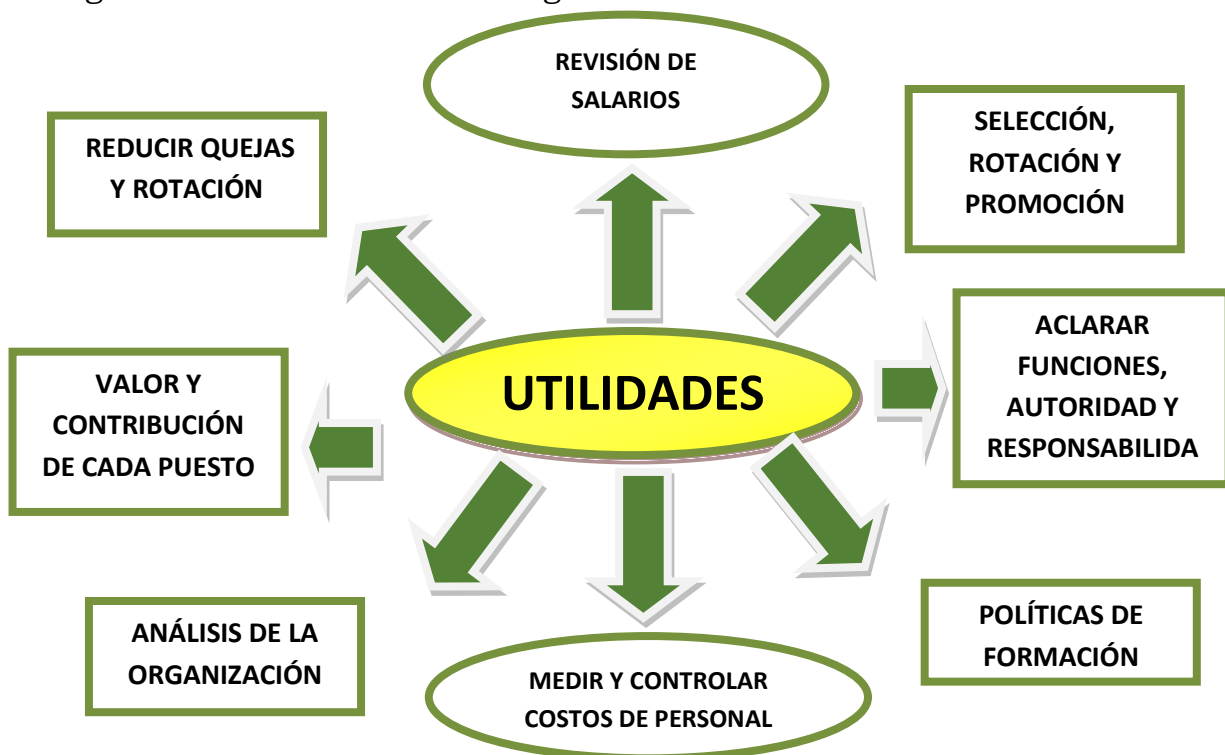 REVISIÓN DE
SALARIOS
SELECCIÓN,
ROTACIÓN Y
PROMOCIÓN
REDUCIR QUEJAS
Y ROTACIÓN
ACLARAR
FUNCIONES,
AUTORIDAD Y
RESPONSABILIDA
UTILIDADES
VALOR Y
CONTRIBUCIÓN
DE CADA PUESTO
POLÍTICAS DE
FORMACIÓN
ANÁLISIS DE LA
ORGANIZACIÓN
MEDIR Y CONTROLAR
COSTOS DE PERSONAL